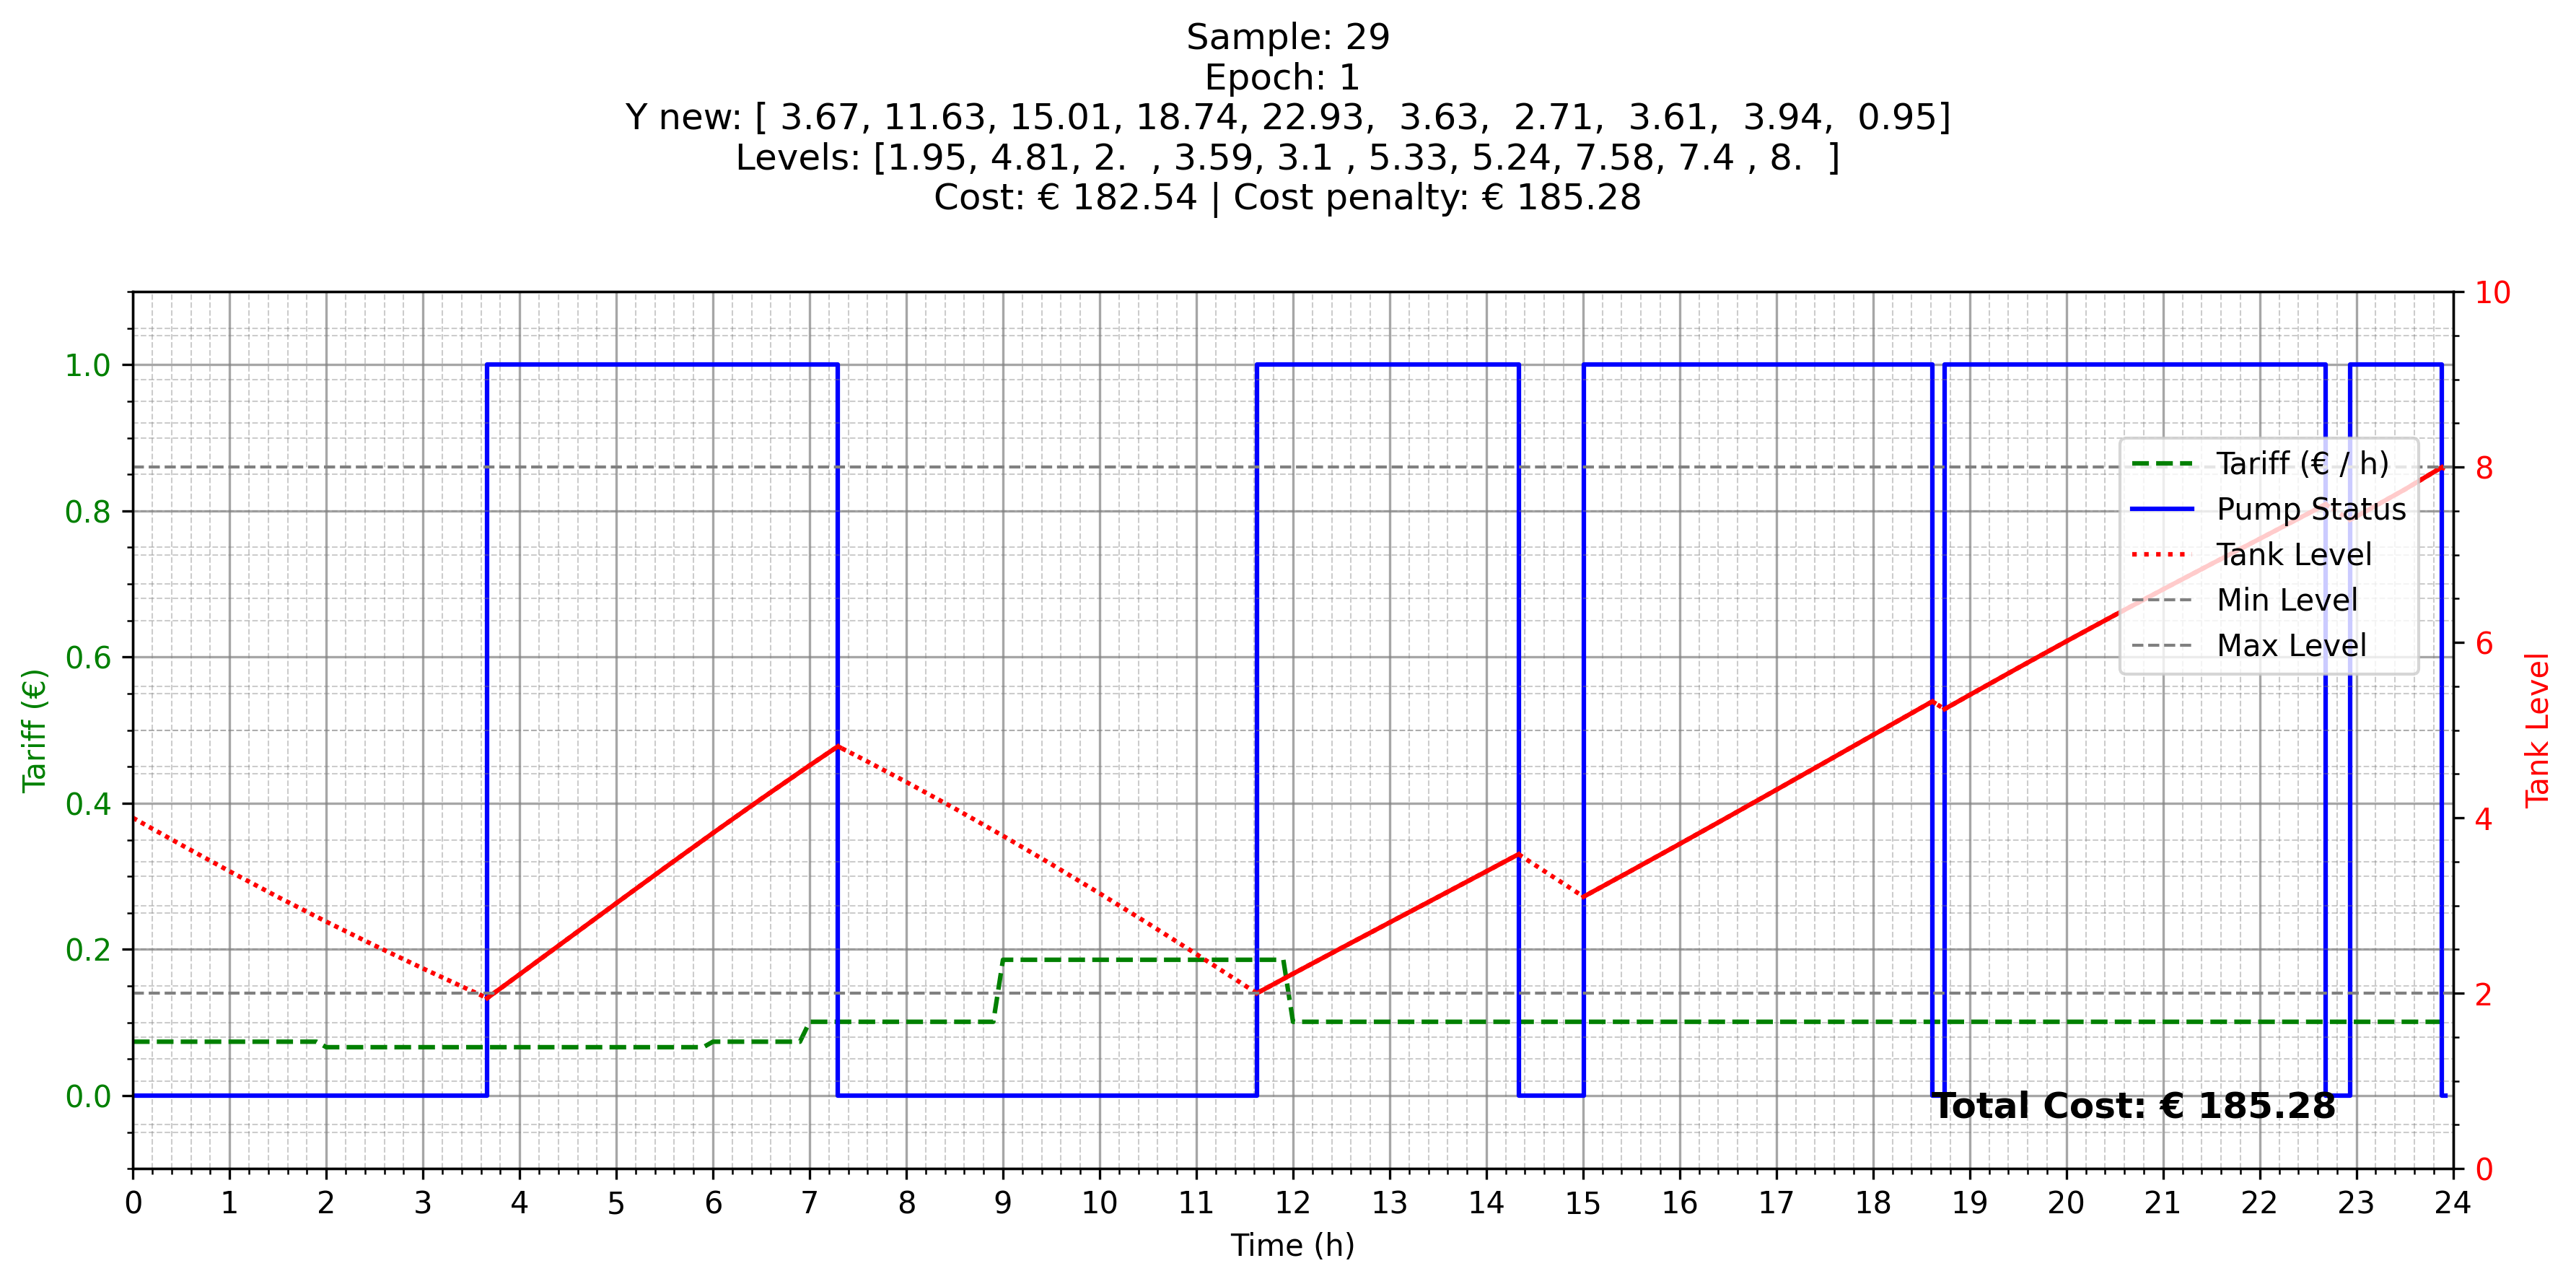 Sample: 29
Epoch: 1
Y new: [ 3.67, 11.63, 15.01, 18.74, 22.93,  3.63,  2.71,  3.61,  3.94,  0.95]
Levels: [1.95, 4.81, 2.  , 3.59, 3.1 , 5.33, 5.24, 7.58, 7.4 , 8.  ]
Cost: € 182.54 | Cost penalty: € 185.28
1.0
0.8
0.6
0.4
0.2
0.0
Tariff (€)
10
8
6
4
2
0
Tank Level
Tariff (€ / h)
Pump Status
Tank Level
Min Level
Max Level
Total Cost: € 185.28
0 1 2 3 4 5 6 7 8 9 10 11 12 13 14 15 16 17 18 19 20 21 22 23 24
Time (h)